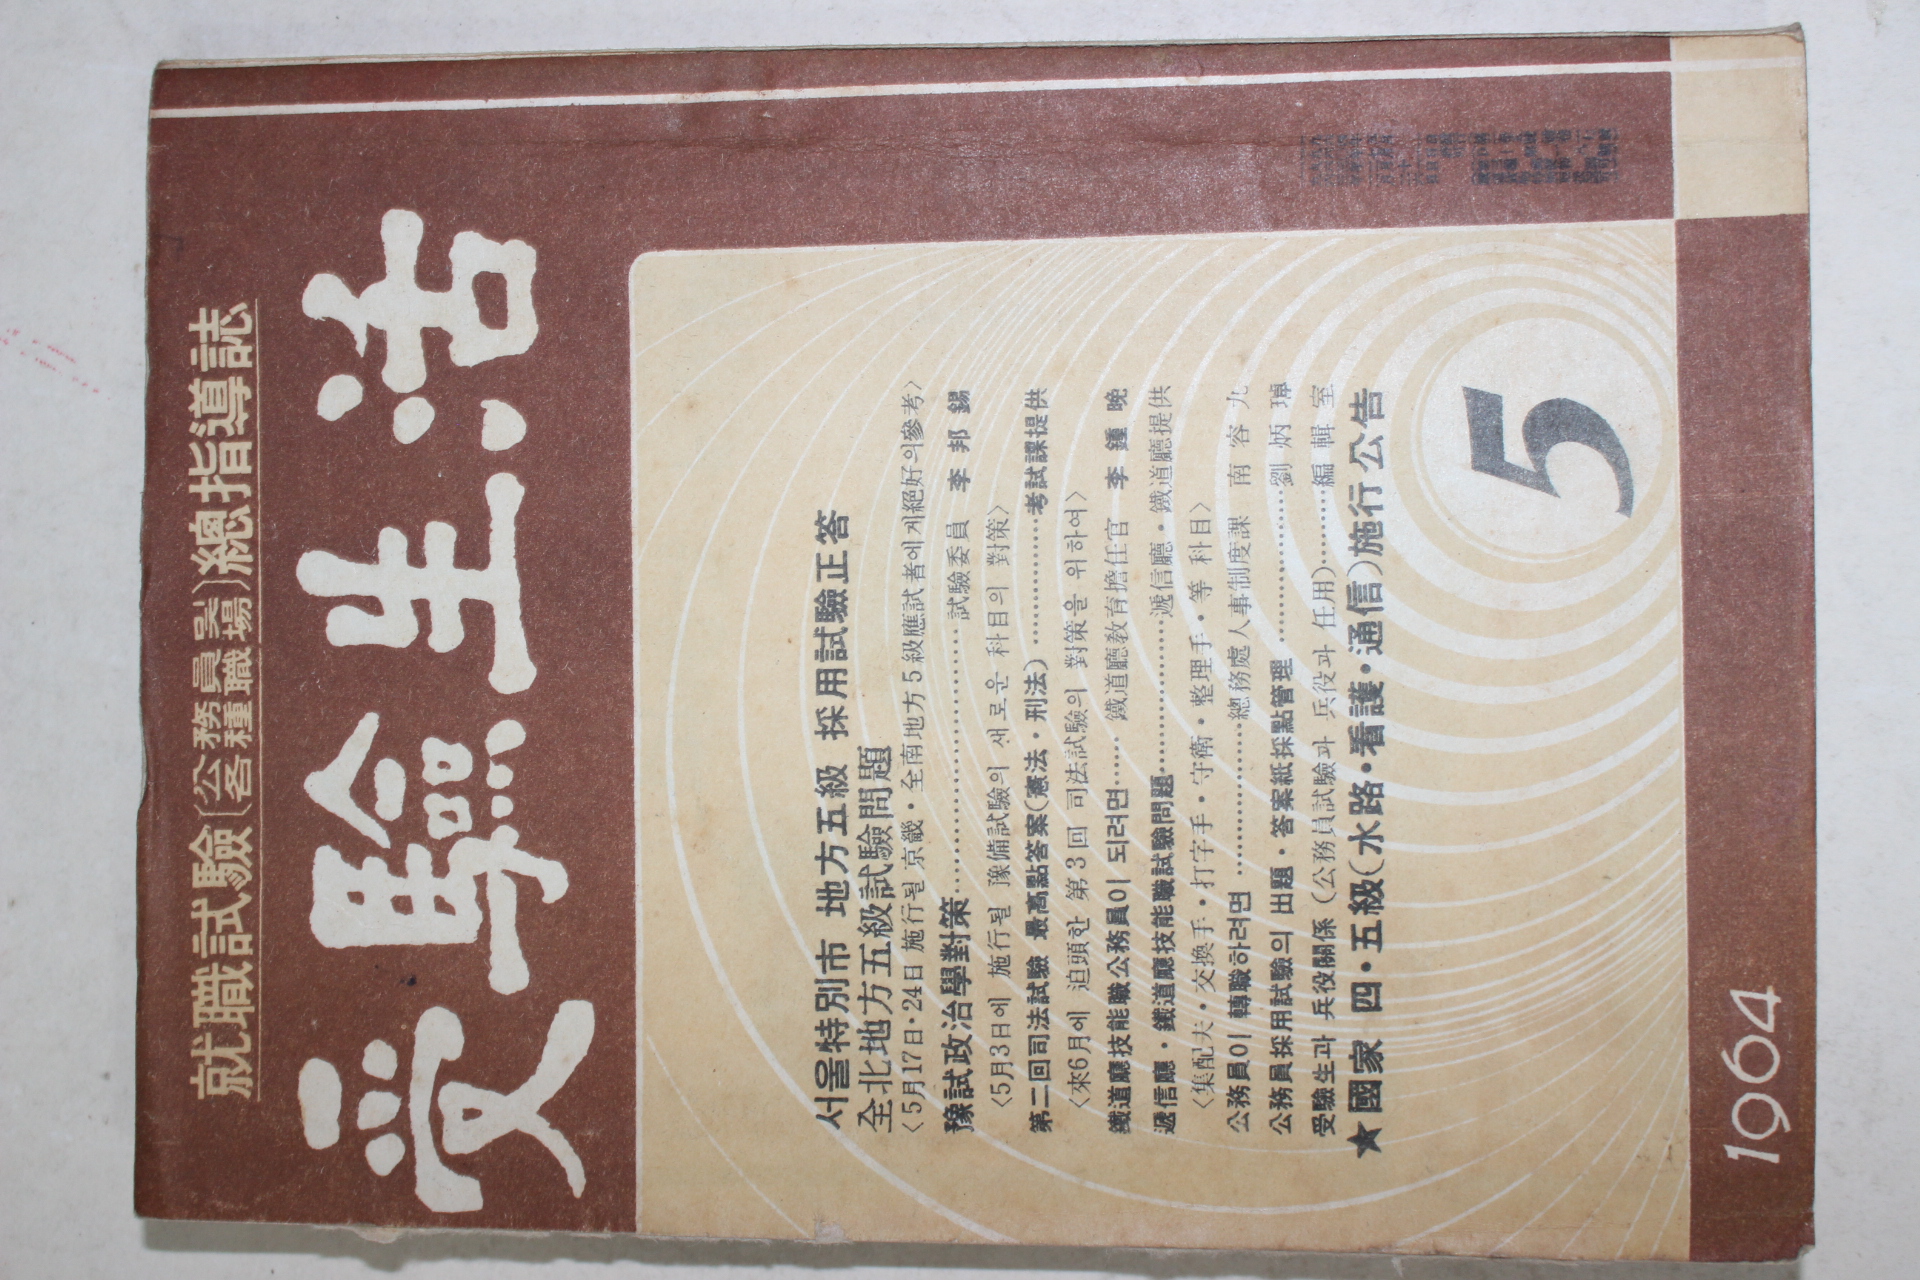 就職試驗(公務員 및 各種職場)總指導誌
受驗生活
서울特別市 地方五級 採用試驗正答
全北地方五級試驗問題
〈5月17日·24日 施行될 京畿·全南地方5級應試者에게絕好의參考〉
豫試政治學對策……………………試驗委員 李邦錫
〈5月3日에 施行될 豫備試驗의 새로운 科目의 對策〉
第二回司法試驗 最高點答案(憲法·刑法)……………考試課提供
〈來6月에 迫頭한 第3回 司法試驗의 對策을 위하여〉
鐵道廳技能職公務員이 되려면……鐵道廳敎育擔任官 李鍾晩
遞信廳·鐵道廳技能職試驗問題……………遞信廳·鐵道廳提供
〈集配夫·交換手·打字手·守衛·整理手·等 科目〉
公務員이 轉職하려면……………總務處人事制度課 南容九
公務員採用試驗의 出題·答案紙採點管理……………劉炳璋
受驗生과 兵役關係(公務員試驗과 兵役과 任用)………編輯室
★國家 四·五級(水路·看護·通信)施行公告
5
1964